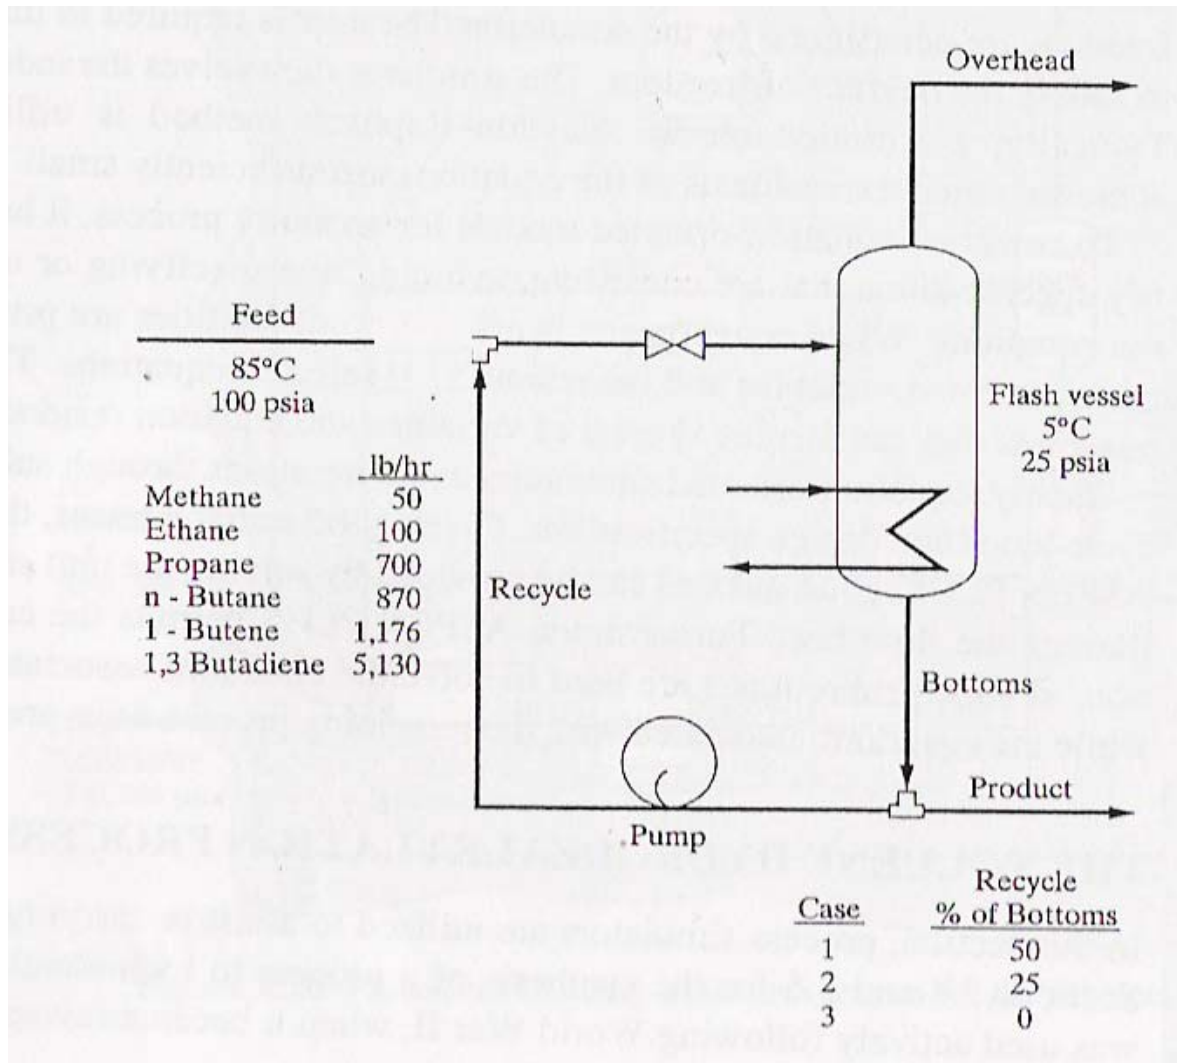 Overhead
Feed
85°C
100 psia
Flash vessel
5°C
25 psia
lb/hr
Methane 50
Ethane 100
Propane 700
n - Butane 870
1 - Butene 1,176
1,3 Butadiene 5,130
Recycle
Bottoms
Product
Pump
Recycle
Case % of Bottoms
1 50
2 25
3 0